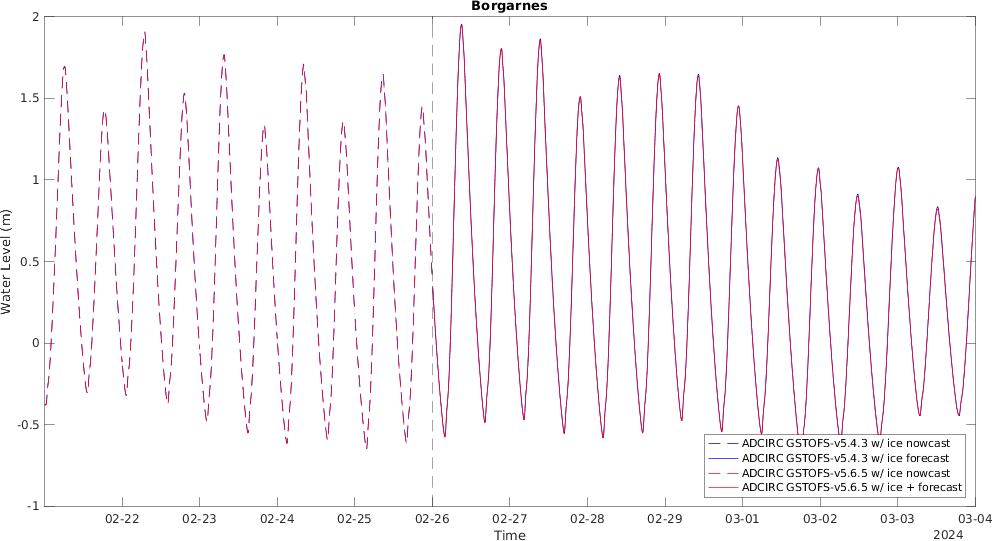 Borgarnes
Water Level (m)
2
1.5
1
0.5
0
-0.5
-1
02-22 02-23 02-24 02-25 02-26 02-27 02-28 02-29 03-01 03-02 03-03 03-04
Time
2024
ADCIRC GSTOFS-v5.4.3 w/ ice nowcast
ADCIRC GSTOFS-v5.4.3 w/ ice forecast
ADCIRC GSTOFS-v5.6.5 w/ ice nowcast
ADCIRC GSTOFS-v5.6.5 w/ ice + forecast